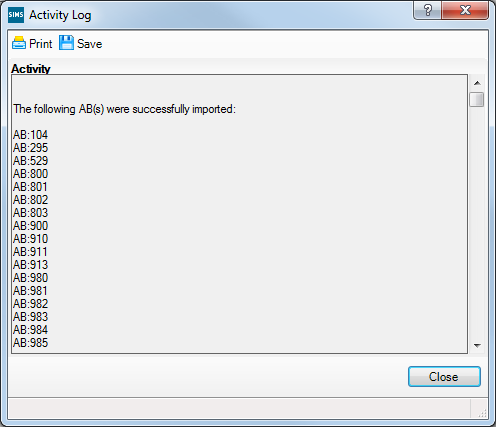 SIMS Activity Log
?
Print Save
Activity
The following AB(s) were successfully imported:
AB:104
AB:295
AB:529
AB:800
AB:801
AB:802
AB:803
AB:900
AB:910
AB:911
AB:913
AB:980
AB:981
AB:982
AB:983
AB:984
AB:985
Close